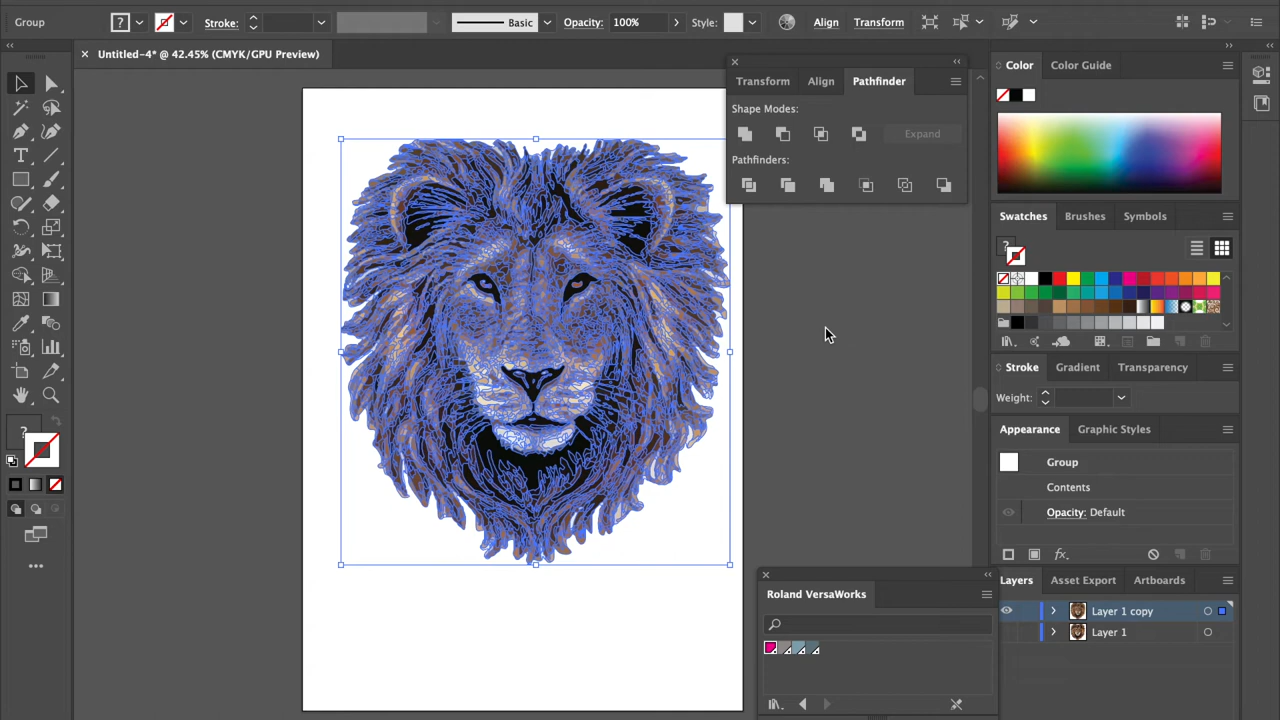 Group
?
Stroke:
Basic
Opacity: 100%
Style:
Align
Transform
Untitled-4* @ 42.45% (CMYK/GPU Preview)
Transform
Align
Pathfinder
Shape Modes:
Expand
Pathfinders:
Color
Color Guide
Swatches
Brushes
Symbols
?
Stroke
Gradient
Transparency
Weight:
Appearance
Graphic Styles
Group
Contents
Opacity: Default
fx
Layers
Asset Export
Artboards
Layer 1 copy
Layer 1
Roland VersaWorks
?